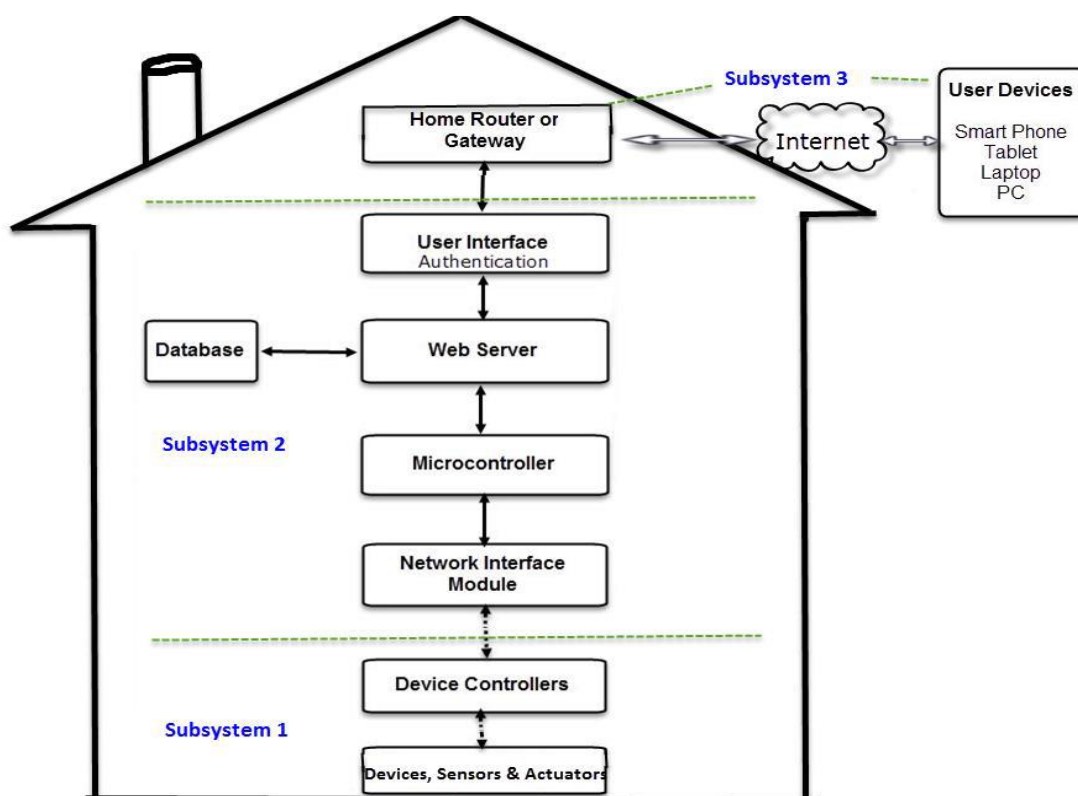 Subsystem 3
User Devices
Smart Phone
Tablet
Laptop
PC
Home Router or
Gateway
Internet
User Interface
Authentication
Database
Web Server
Subsystem 2
Microcontroller
Network Interface
Module
Device Controllers
Subsystem 1
Devices, Sensors & Actuators